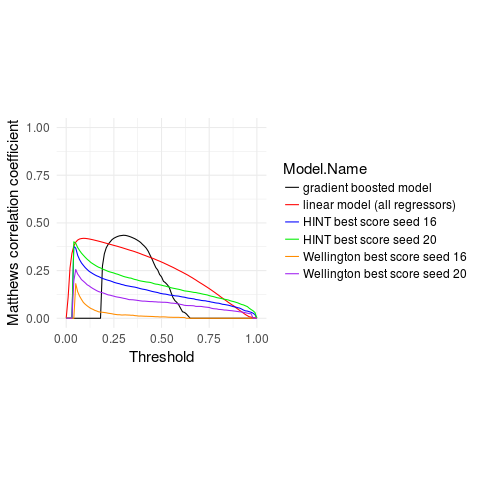 Matthews correlation coefficient
1.00
0.75
0.50
0.25
0.00
0.00 0.25 0.50 0.75 1.00
Threshold
Model.Name
gradient boosted model
linear model (all regressors)
HINT best score seed 16
HINT best score seed 20
Wellington best score seed 16
Wellington best score seed 20